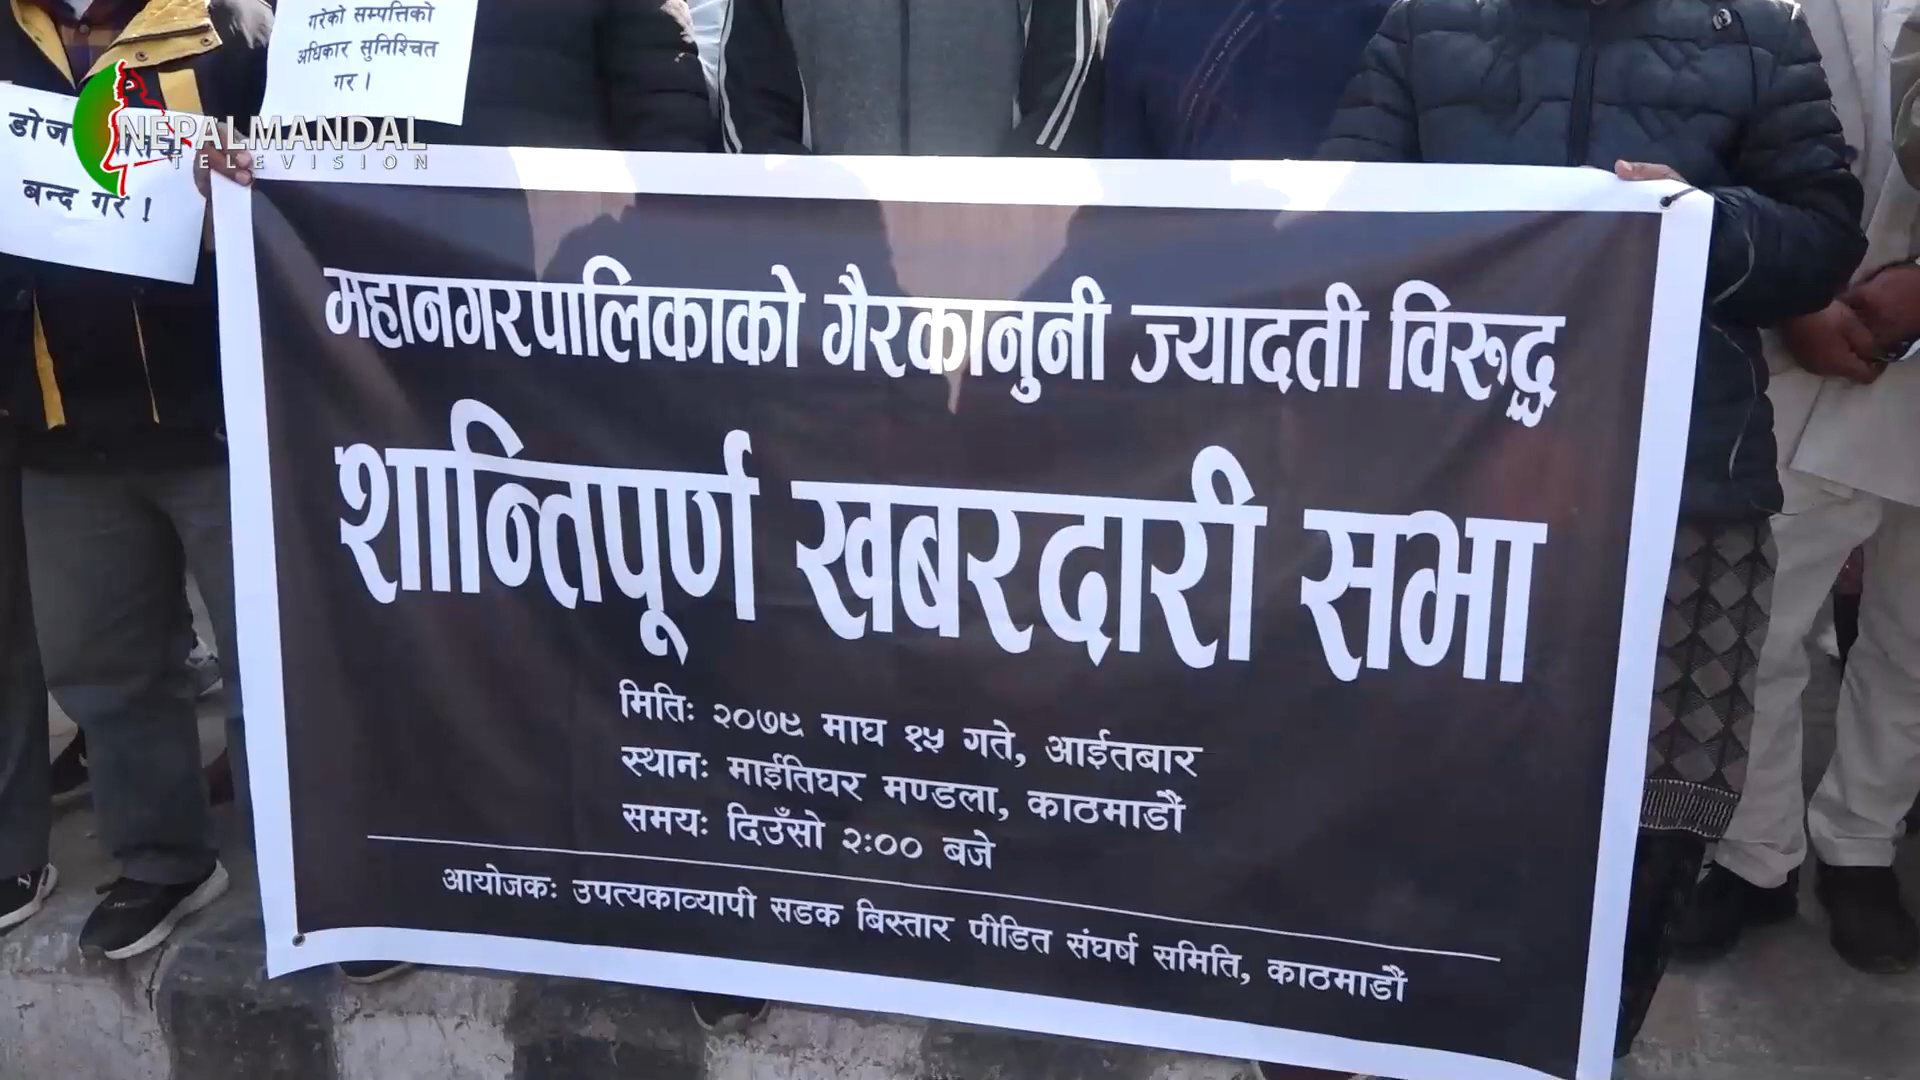 गरेको सम्पत्तिको
अधिकार सुनिश्चित
गर ।
NEPALMANDAL
TELEVISION
बन्द गर !
महानगरपालिकाको गैरकानुनी ज्यादती विरूद्ध
शान्तिपूर्ण खबरदारी सभा
मितिः २०७९ माघ १५ गते, आईतबार
स्थानः माईतिघर मण्डला, काठमाडौं
समयः दिउँसो २:०० बजे
आयोजकः उपत्यकाव्यापी सडक बिस्तार पीडित संघर्ष समिति, काठमाडौं